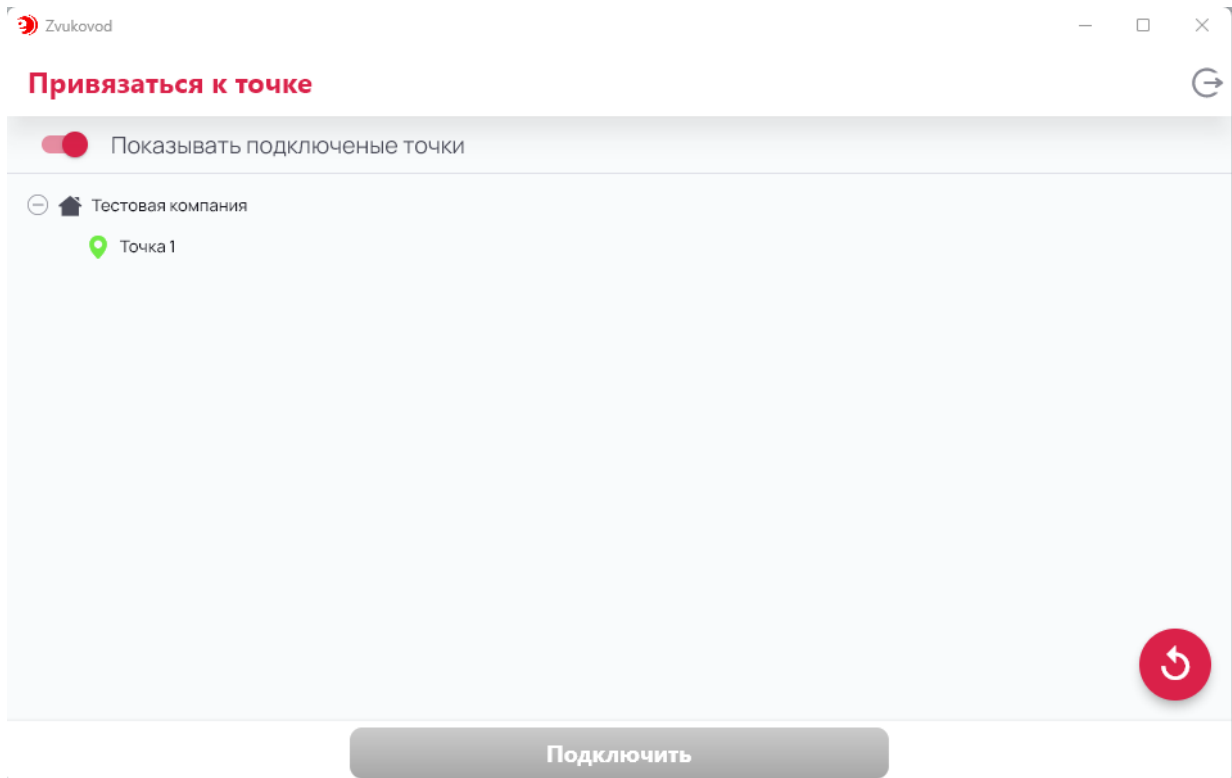 Zvukovod
Привязаться к точке
Показывать подключеные точки
Тестовая компания
Точка 1
Подключить